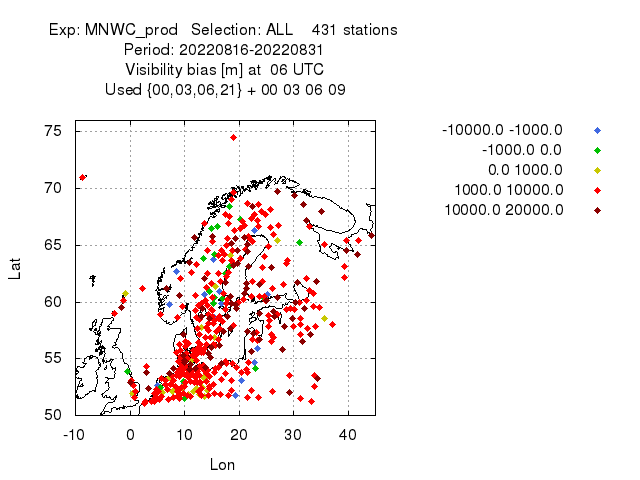 Exp: MNWC_prod Selection: ALL 431 stations
Period: 20220816-20220831
Visibility bias [m] at 06 UTC
Used {00,03,06,21} + 00 03 06 09
-10000.0 -1000.0
-1000.0 0.0
0.0 1000.0
1000.0 10000.0
10000.0 20000.0
75
70
65
60
55
50
Lat
-10 0 10 20 30 40
Lon